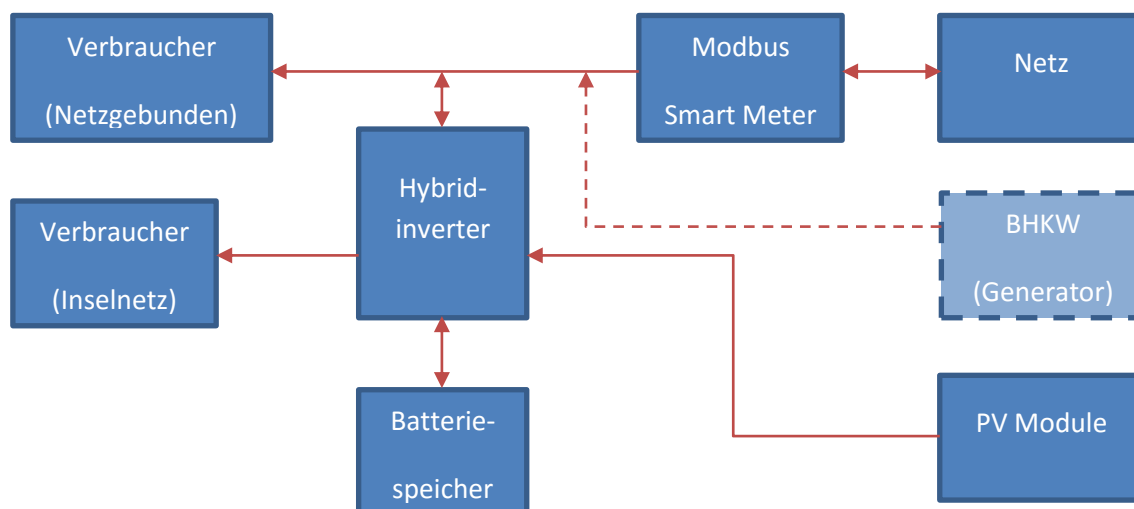 Verbraucher
(Netzgebunden)
Modbus
Smart Meter
Netz
Hybrid-
inverter
Verbraucher
(Inselnetz)
BHKW
(Generator)
Batterie-
speicher
PV Module